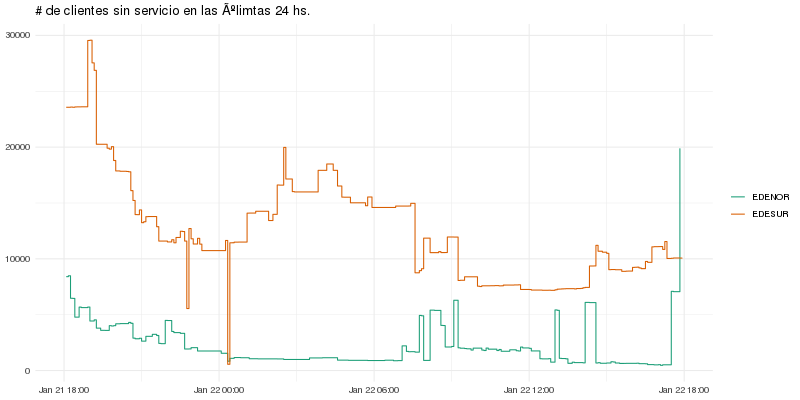 # de clientes sin servicio en las Ãºlimtas 24 hs.
30000
20000
10000
0
Jan 21 18:00
Jan 22 00:00
Jan 22 06:00
Jan 22 12:00
Jan 22 18:00
EDENOR
EDESUR